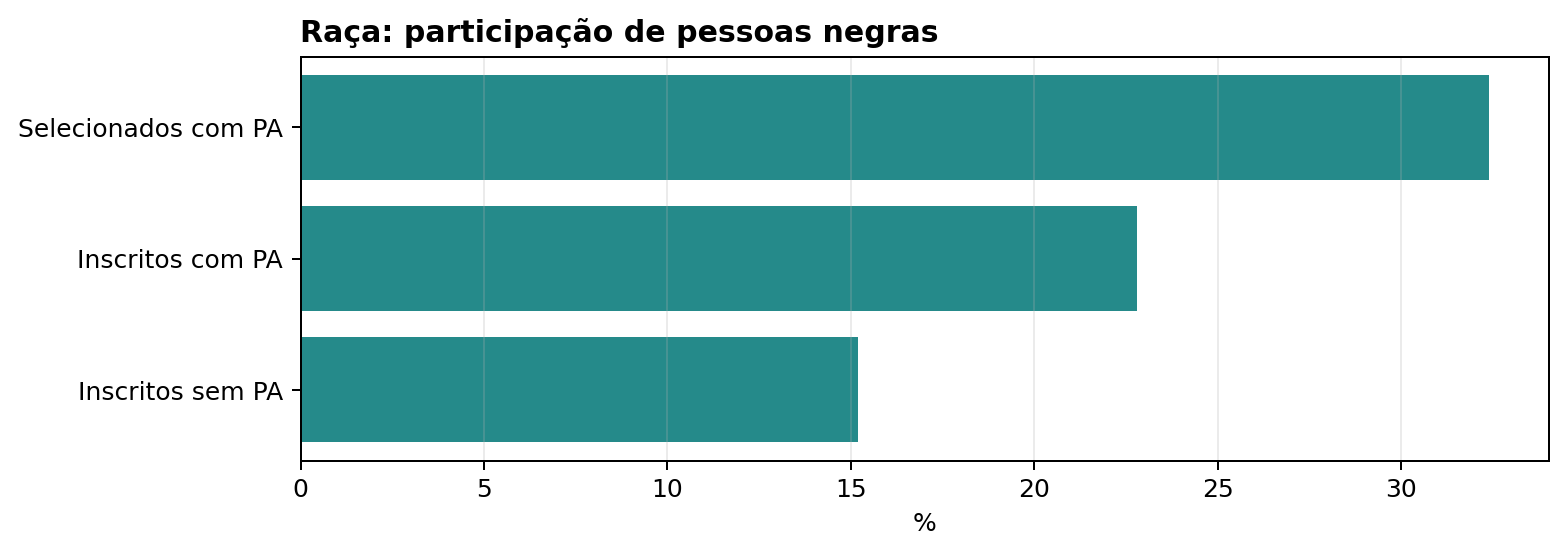 Raça: participação de pessoas negras
Selecionados com PA
Inscritos com PA
Inscritos sem PA
0 5 10 15 20 25 30
%